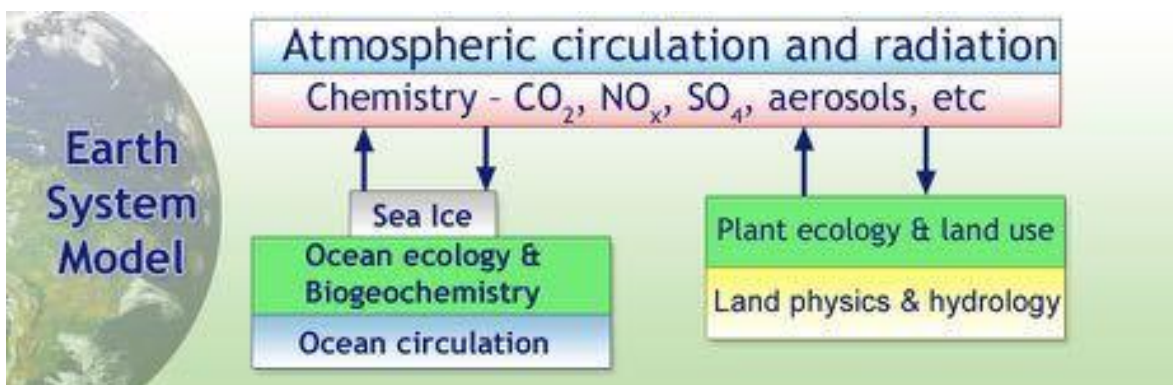 Earth
System
Model
Atmospheric circulation and radiation
Chemistry - CO₂, NOₓ, SO₄, aerosols, etc
Sea Ice
Ocean ecology &
Biogeochemistry
Ocean circulation
Plant ecology & land use
Land physics & hydrology